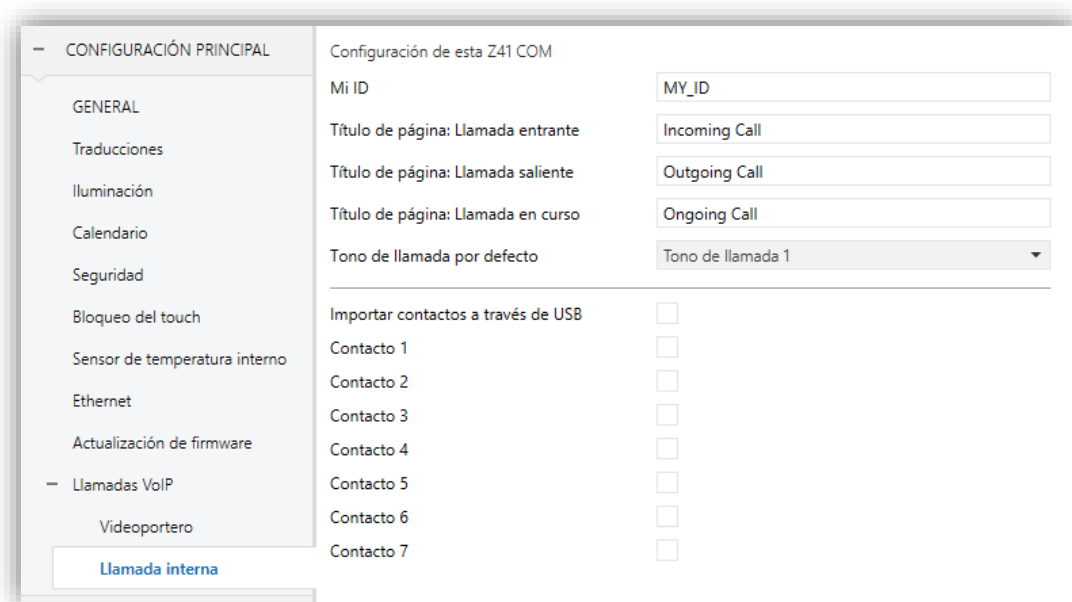 CONFIGURACIÓN PRINCIPAL
GENERAL
Traducciones
Iluminación
Calendario
Seguridad
Bloqueo del touch
Sensor de temperatura interno
Ethernet
Actualización de firmware
Llamadas VoIP
Videoportero
Llamada interna
Configuración de esta Z41 COM
Mi ID MY_ID
Título de página: Llamada entrante Incoming Call
Título de página: Llamada saliente Outgoing Call
Título de página: Llamada en curso Ongoing Call
Tono de llamada por defecto Tono de llamada 1
Importar contactos a través de USB
Contacto 1
Contacto 2
Contacto 3
Contacto 4
Contacto 5
Contacto 6
Contacto 7